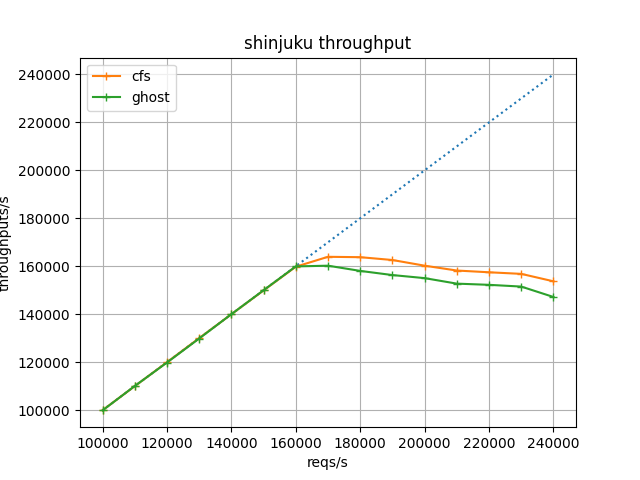 shinjuku throughput
cfs
ghost
240000
220000
200000
180000
160000
140000
120000
100000
throughputs/s
100000 120000 140000 160000 180000 200000 220000 240000
reqs/s